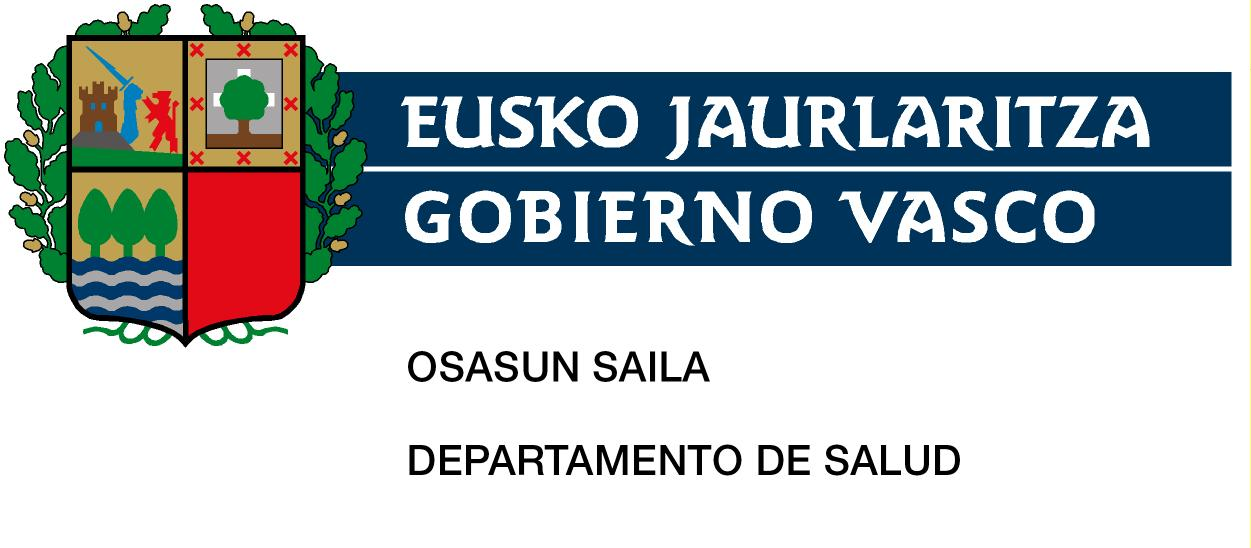 EUSKO JAURLARITZA
GOBIERNO VASCO
OSASUN SAILA
DEPARTAMENTO DE SALUD